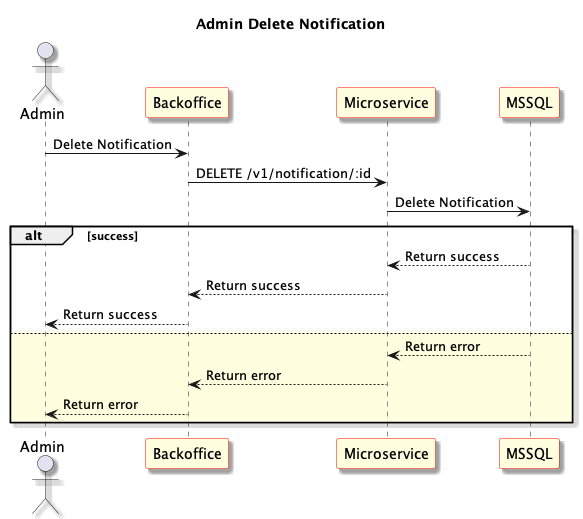 Admin Delete Notification
Admin
Backoffice
Microservice
MSSQL
Delete Notification
DELETE /v1/notification/:id
Delete Notification
alt [success]
Return success
Return success
Return success
Return error
Return error
Return error
Admin
Backoffice
Microservice
MSSQL